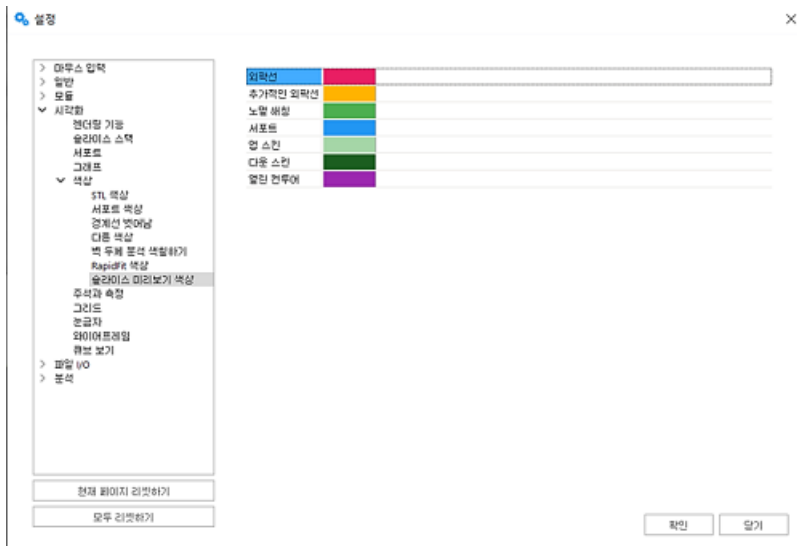 설정
마우스 입력
일반
모듈
시각화
렌더링 기능
슬라이스 스택
서포트
그래프
색상
STL 색상
서포트 색상
경계선 벗어남
다른 색상
벽 두께 분석 색칠하기
RapidFit 색상
슬라이스 미리보기 색상
주석과 측정
그리드
눈금자
와이어프레임
큐브 보기
파일 I/O
분석
현재 페이지 리셋하기
모두 리셋하기
외곽선
추가적인 외곽선
노멀 해칭
서포트
업 스킨
다운 스킨
열린 컨투어
확인
닫기